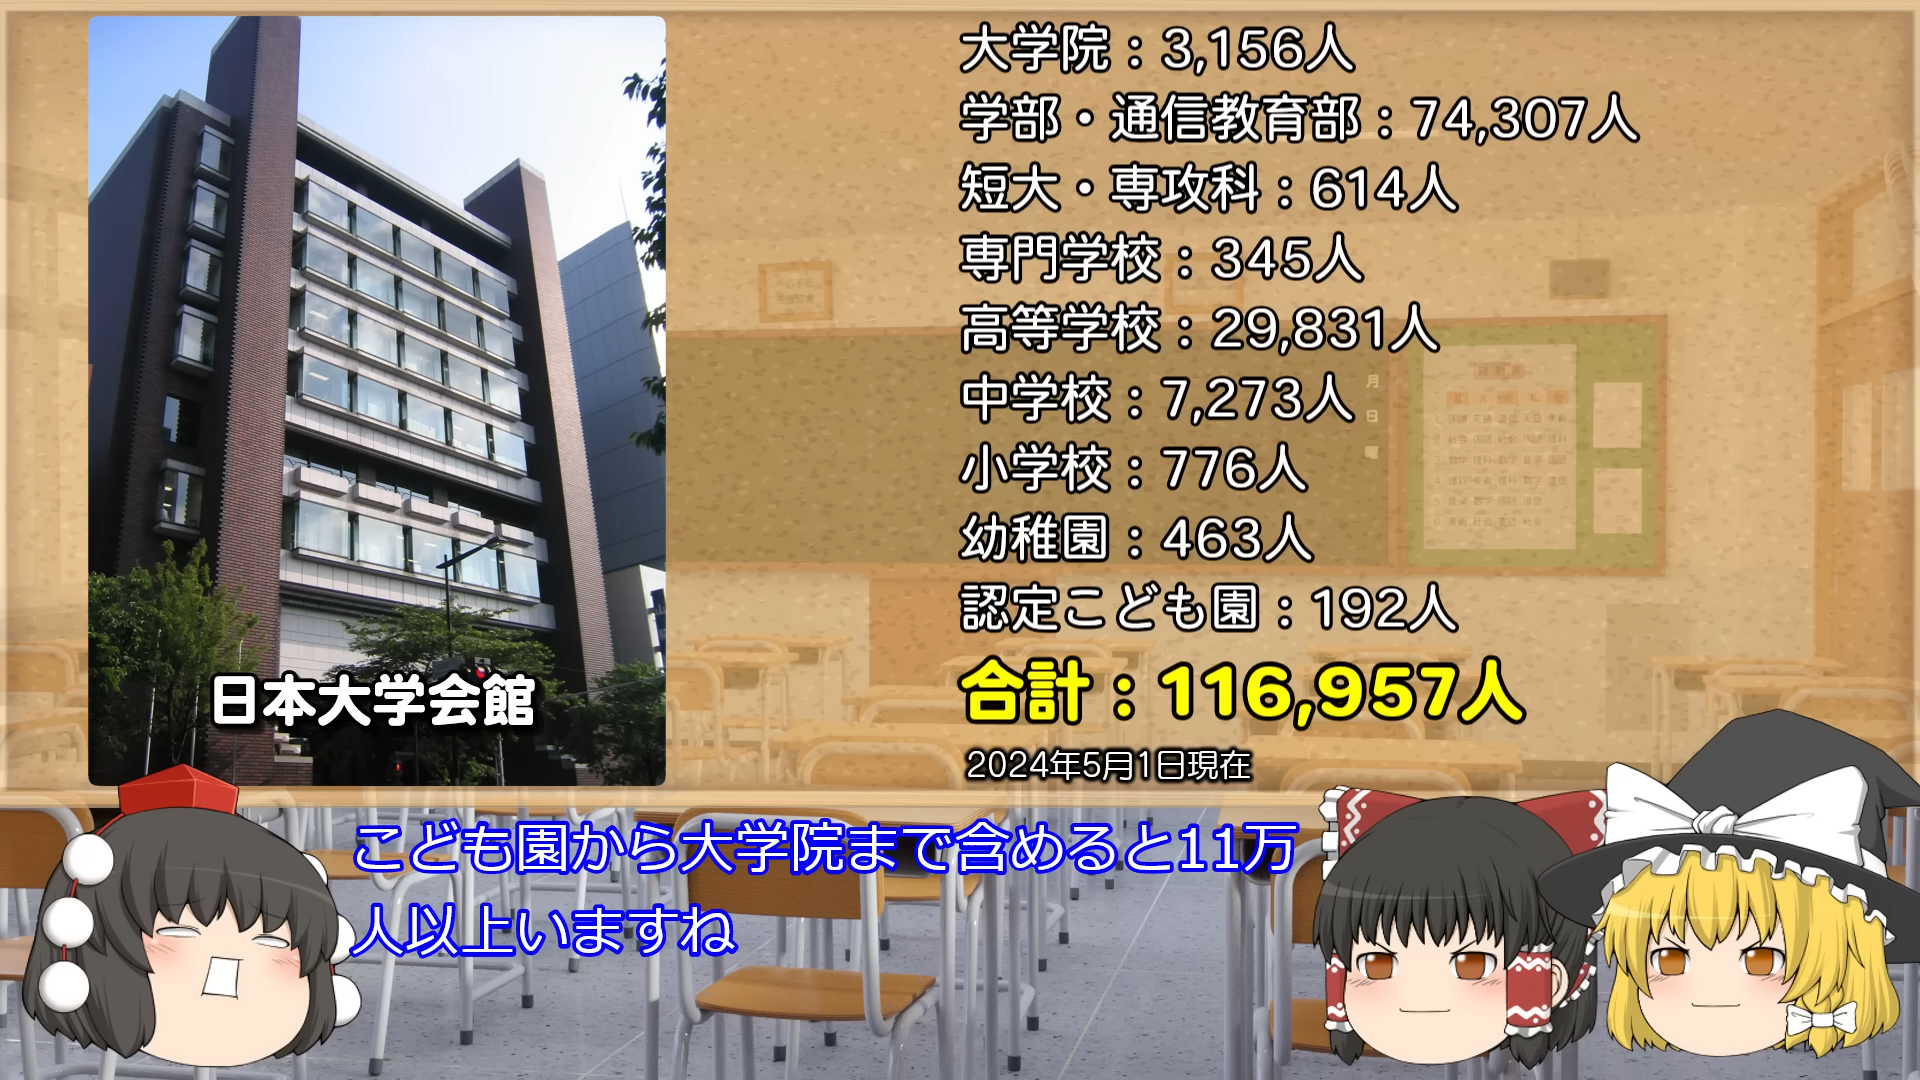 大学院：3,156人
学部・通信教育部：74,307人
短大・専攻科：614人
専門学校：345人
高等学校：29,831人
中学校：7,273人
小学校：776人
幼稚園：463人
認定こども園：192人
合計：116,957人
2024年5月1日現在
日本大学会館
月
日
曜
こども園から大学院まで含めると11万
人以上いますね